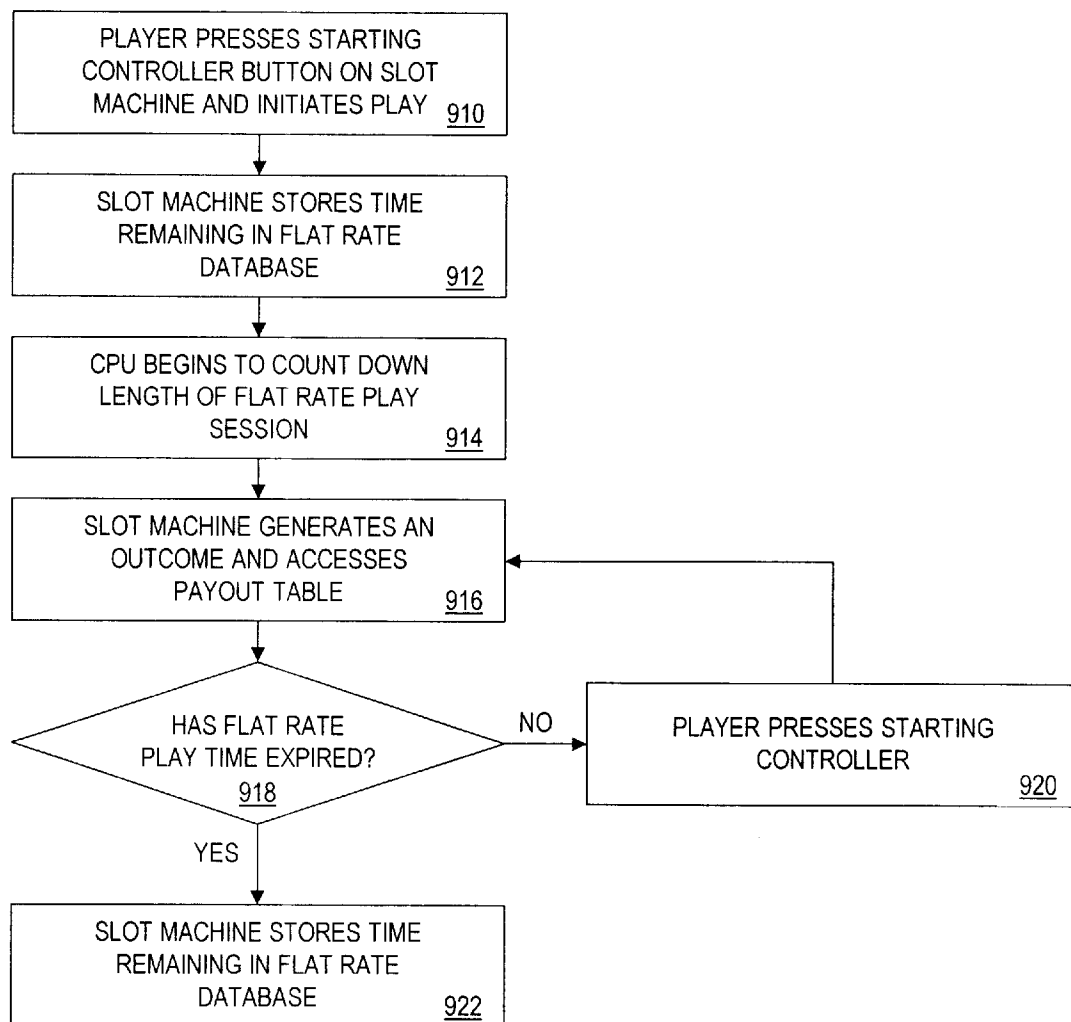 PLAYER PRESSES STARTING
CONTROLLER BUTTON ON SLOT
MACHINE AND INITIATES PLAY
910
SLOT MACHINE STORES TIME
REMAINING IN FLAT RATE
DATABASE
912
CPU BEGINS TO COUNT DOWN
LENGTH OF FLAT RATE PLAY
SESSION
914
SLOT MACHINE GENERATES AN
OUTCOME AND ACCESSES
PAYOUT TABLE
916
HAS FLAT RATE
PLAY TIME EXPIRED?
918
NO
PLAYER PRESSES STARTING
CONTROLLER
920
YES
SLOT MACHINE STORES TIME
REMAINING IN FLAT RATE
DATABASE
922